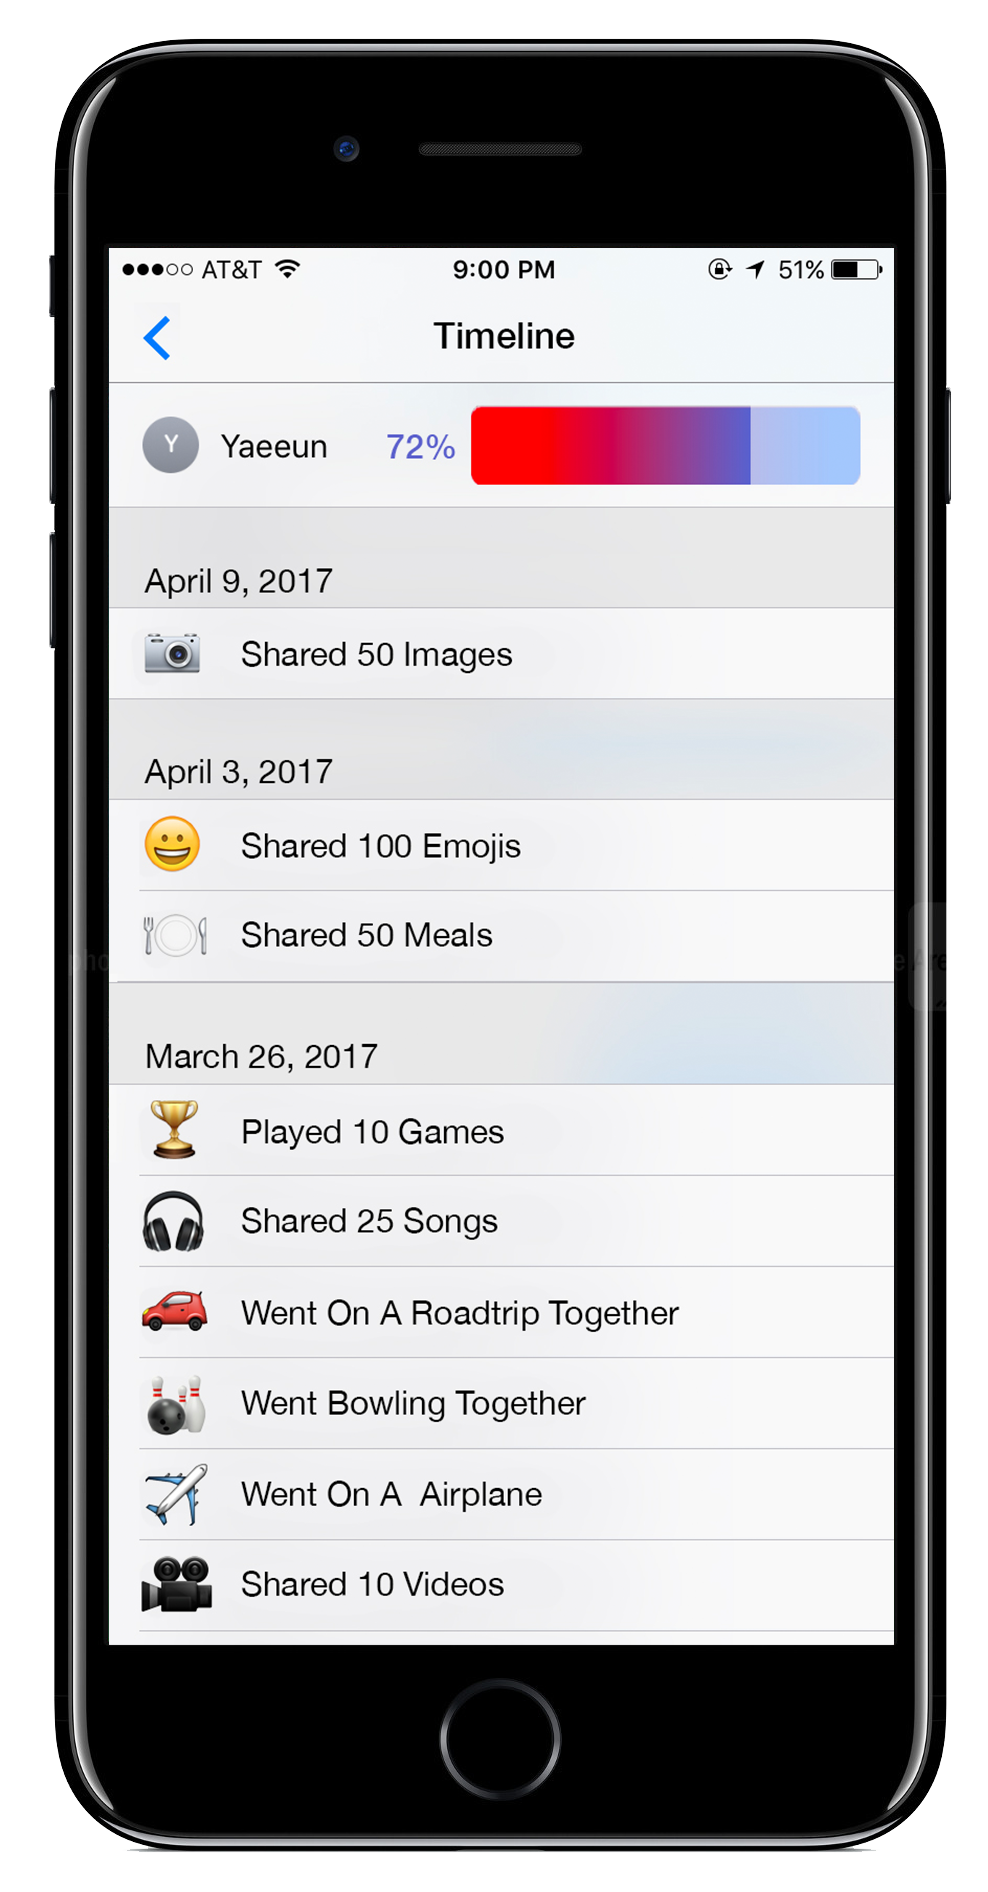 AT&T 9:00 PM 51%
Timeline
Y Yaeeun 72%
April 9, 2017
Shared 50 Images
April 3, 2017
Shared 100 Emojis
Shared 50 Meals
March 26, 2017
Played 10 Games
Shared 25 Songs
Went On A Roadtrip Together
Went Bowling Together
Went On A  Airplane
Shared 10 Videos